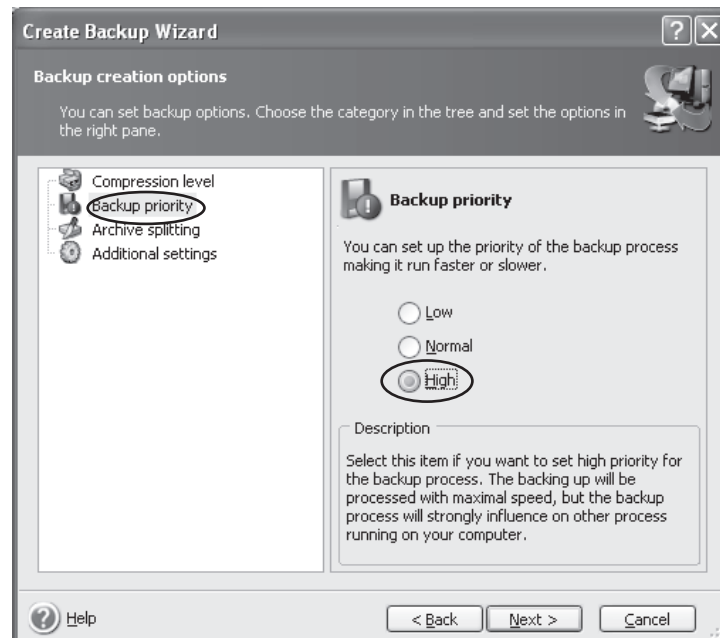 Create Backup Wizard
Backup creation options
You can set backup options. Choose the category in the tree and set the options in
the right pane.
Compression level
Backup priority
Archive splitting
Additional settings
Backup priority
You can set up the priority of the backup process
making it run faster or slower.
Low
Normal
High
Description
Select this item if you want to set high priority for
the backup process. The backing up will be
processed with maximal speed, but the backup
process will strongly influence on other process
running on your computer.
Help
< Back
Next >
Cancel